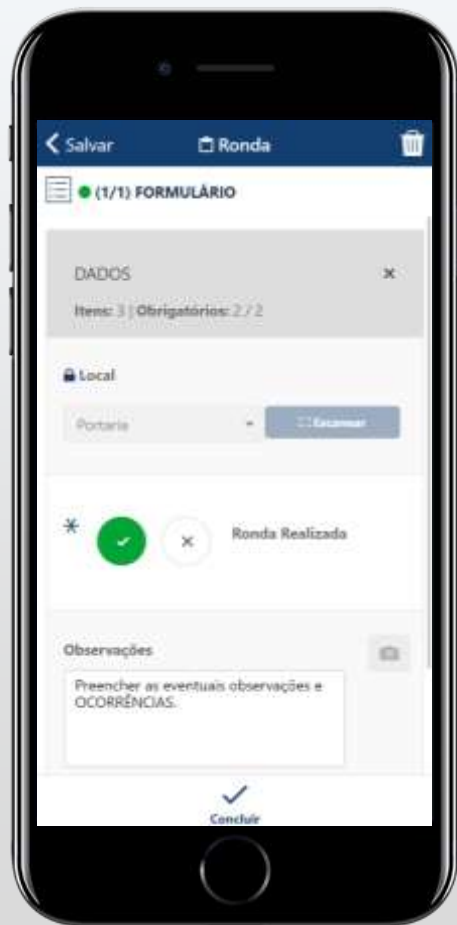 Salvar
Ronda
(1/1) FORMULÁRIO
DADOS
Itens: 3 | Obrigatórios: 2 / 2
Local
Portaria
Escanear
Ronda Realizada
Observações
Preencher as eventuais observações e
OCORRÊNCIAS.
Concluir